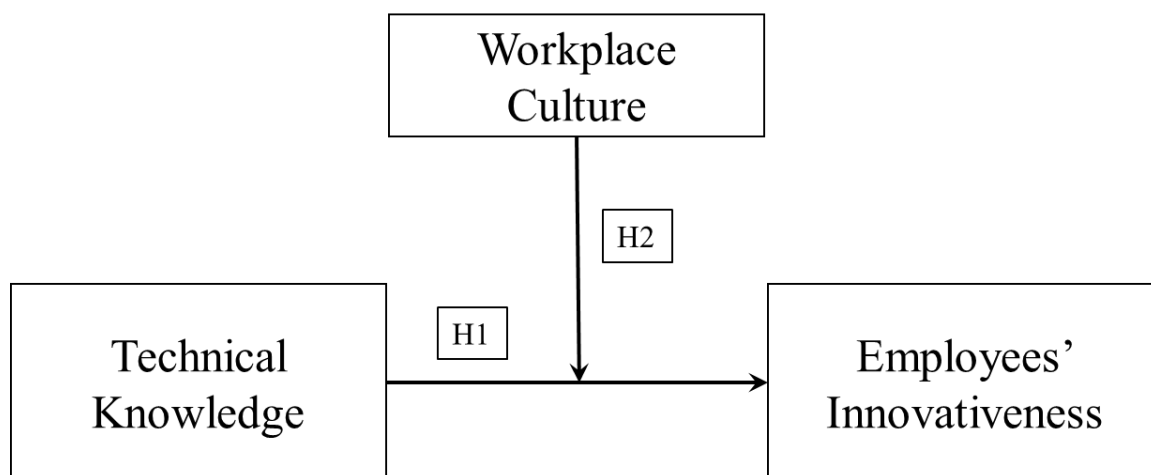 Workplace
Culture
H2
H1
Technical
Knowledge
Employees’
Innovativeness